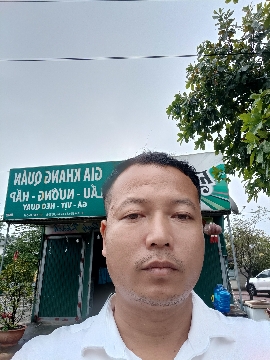 GIA KHANG QUÁN
LẨU - NƯỚNG - HẤP
GÀ - VỊT - HEO QUAY